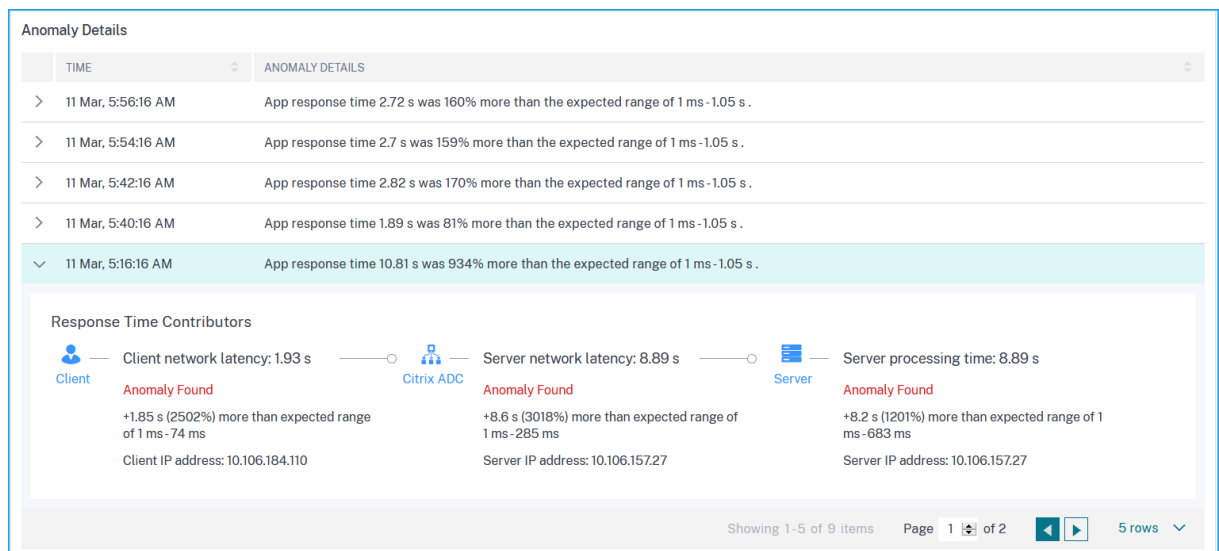 Anomaly Details
TIME ANOMALY DETAILS
11 Mar, 5:56:16 AM App response time 2.72 s was 160% more than the expected range of 1 ms-1.05 s .
11 Mar, 5:54:16 AM App response time 2.7 s was 159% more than the expected range of 1 ms-1.05 s .
11 Mar, 5:42:16 AM App response time 2.82 s was 170% more than the expected range of 1 ms-1.05 s .
11 Mar, 5:40:16 AM App response time 1.89 s was 81% more than the expected range of 1 ms-1.05 s .
11 Mar, 5:16:16 AM App response time 10.81 s was 934% more than the expected range of 1 ms-1.05 s .
Response Time Contributors
Client
Client network latency: 1.93 s
Anomaly Found
+1.85 s (2502%) more than expected range
of 1 ms-74 ms
Client IP address: 10.106.184.110
Citrix ADC
Server network latency: 8.89 s
Anomaly Found
+8.6 s (3018%) more than expected range of
1 ms-285 ms
Server IP address: 10.106.157.27
Server
Server processing time: 8.89 s
Anomaly Found
+8.2 s (1201%) more than expected range of 1
ms-683 ms
Server IP address: 10.106.157.27
Showing 1-5 of 9 items Page 1 of 2 5 rows